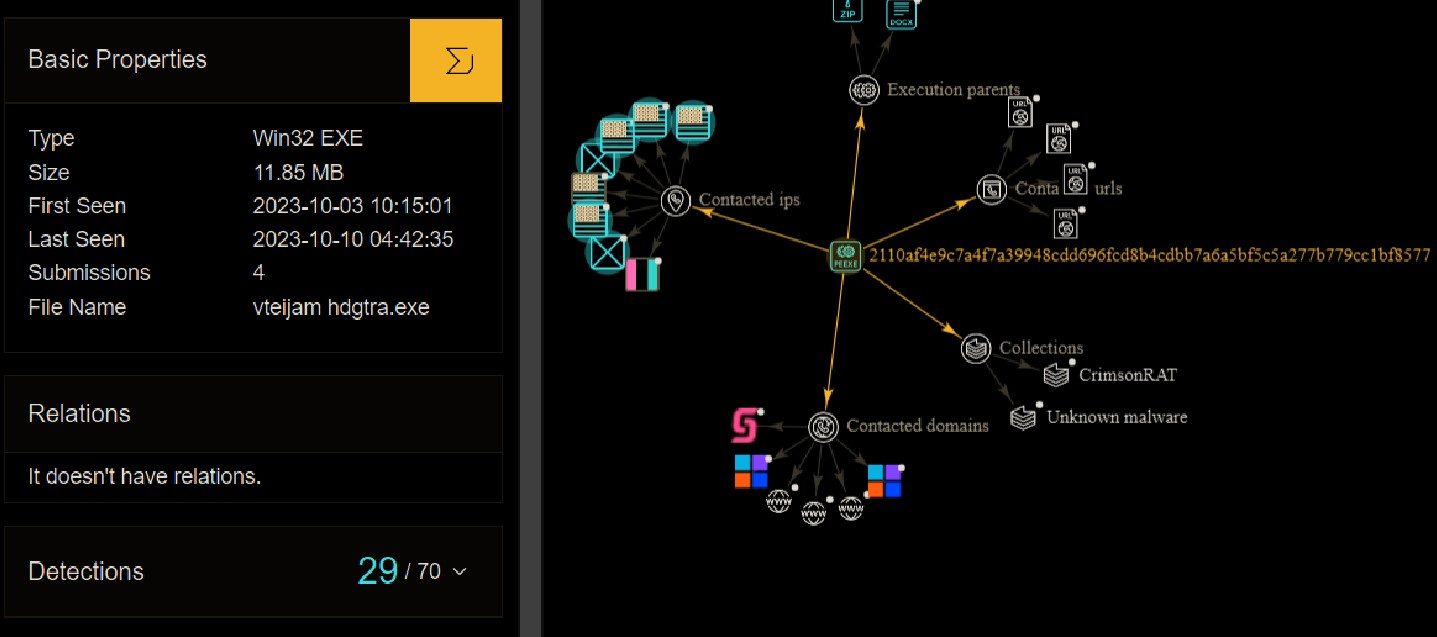 Basic Properties
Type Win32 EXE
Size 11.85 MB
First Seen 2023-10-03 10:15:01
Last Seen 2023-10-10 04:42:35
Submissions 4
File Name vteijam hdgtra.exe
Relations
It doesn't have relations.
Detections 29 / 70
ZIP
DOCX
Execution parents
URL
URL
URL
URL
Conta urls
Contacted ips
PEEXE
2110af4e9c7a4f7a39948cdd696fcd8b4cdbb7a6a5bf5c5a277b779cc1bf8577
Collections
CrimsonRAT
Unknown malware
Contacted domains
www
www
www